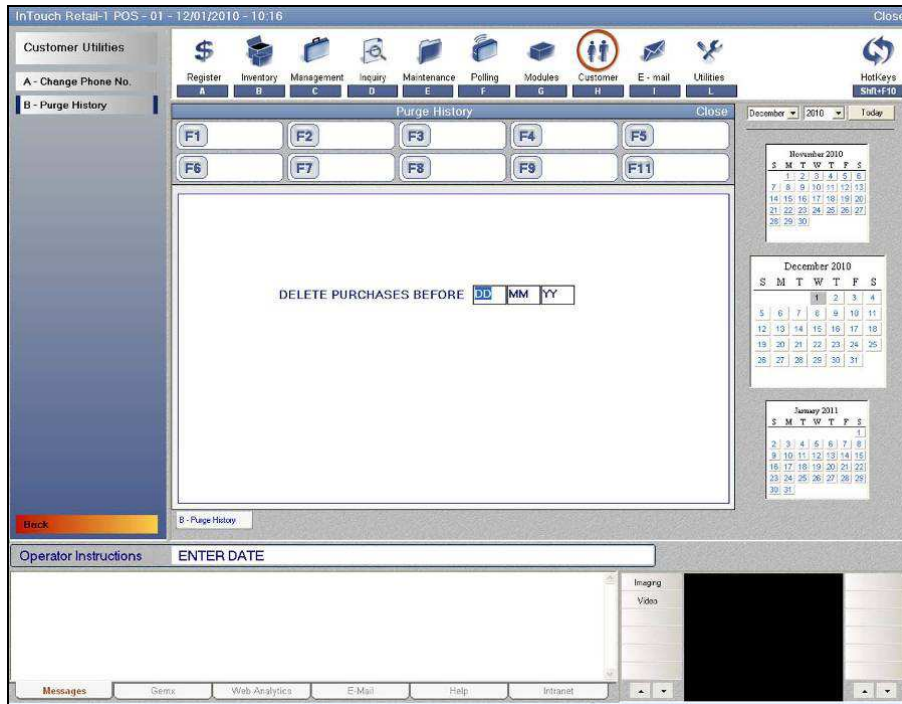 InTouch Retail-1 POS - 01 - 12/01/2010 - 10:16 Close
Customer Utilities
A - Change Phone No.
B - Purge History
Back
Register Inventory Management Inquiry Maintenance Polling Modules Customer E - mail Utilities HotKeys
A B C D E F G H I L Shft+F10
Purge History Close
F1 F2 F3 F4 F5
F6 F7 F8 F9 F11
DELETE PURCHASES BEFORE DD MM YY
B - Purge History
December 2010 Today
November 2010
S M T W T F S
1 2 3 4 5 6
7 8 9 10 11 12 13
14 15 16 17 18 19 20
21 22 23 24 25 26 27
28 29 30
December 2010
S M T W T F S
1 2 3 4
5 6 7 8 9 10 11
12 13 14 15 16 17 18
19 20 21 22 23 24 25
26 27 28 29 30 31
January 2011
S M T W T F S
1
2 3 4 5 6 7 8
9 10 11 12 13 14 15
16 17 18 19 20 21 22
23 24 25 26 27 28 29
30 31
Operator Instructions ENTER DATE
Imaging
Video
Messages Gemx Web Analytics E-Mail Help Intranet